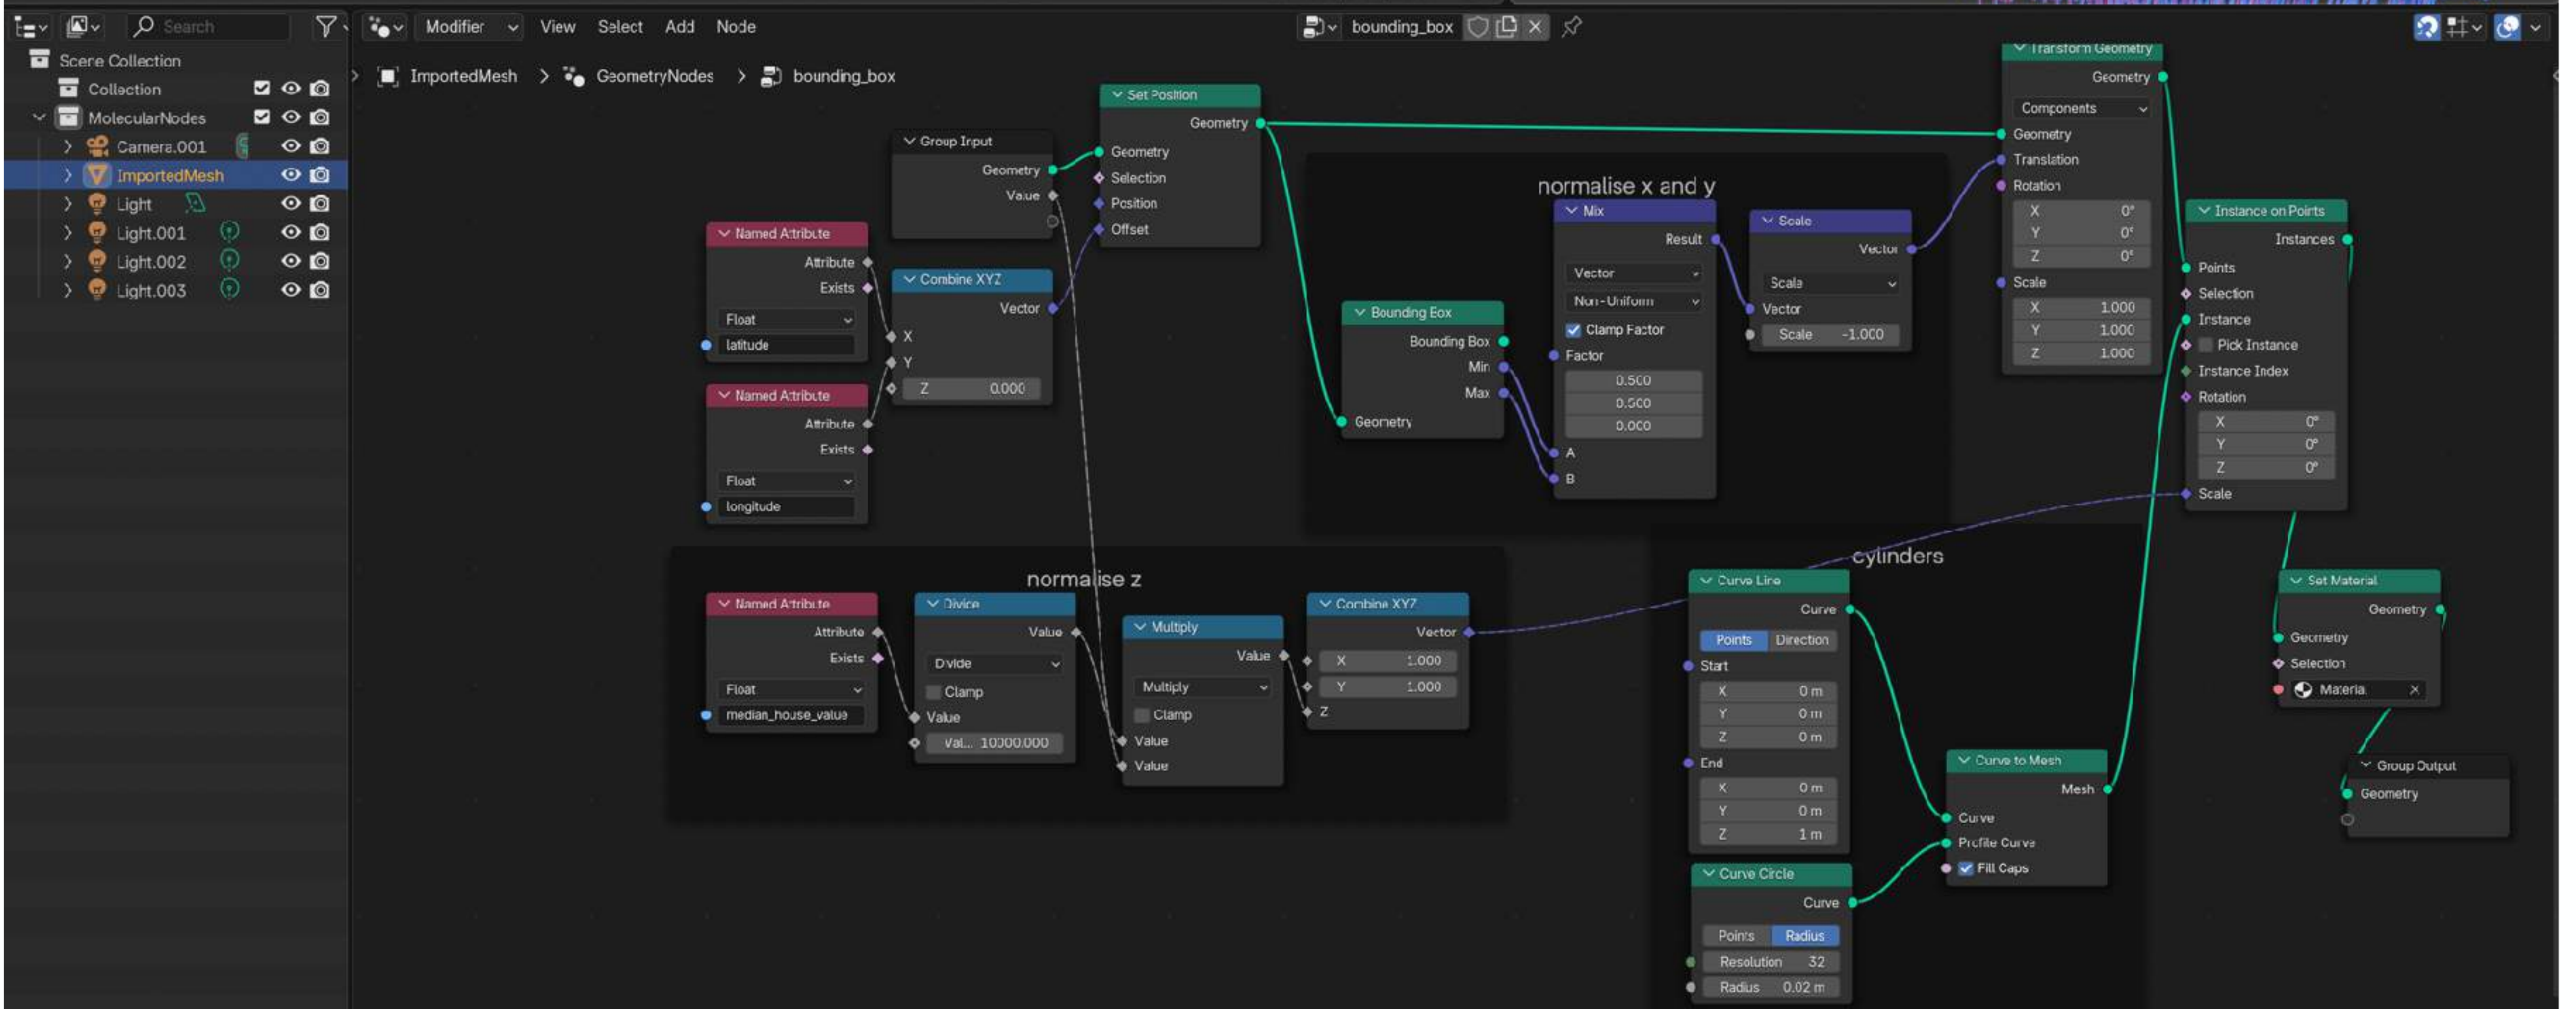 Search
Modifier
View
Select
Add
Node
bounding_box
Scene Collection
Collection
MolecularNodes
Camera.001
ImportedMesh
Light
Light.001
Light.002
Light.003
ImportedMesh > GeometryNodes > bounding_box
Set Position
Geometry
Geometry
Selection
Position
Offset
Group Input
Geometry
Value
Named Attribute
Attribute
Exists
Float
latitude
Combine XYZ
Vector
X
Y
Z 0.000
Named Attribute
Attribute
Exists
Float
longitude
normalise x and y
Bounding Box
Bounding Box
Min
Max
Geometry
Mix
Result
Vector
Non-Uniform
Clamp Factor
Factor
0.500
0.500
0.000
A
B
Scale
Vector
Scale
Vector
Scale -1.000
Transform Geometry
Geometry
Components
Geometry
Translation
Rotation
X 0°
Y 0°
Z 0°
Scale
X 1.000
Y 1.000
Z 1.000
Instance on Points
Instances
Points
Selection
Instance
Pick Instance
Instance Index
Rotation
X 0°
Y 0°
Z 0°
Scale
normalise z
Named Attribute
Attribute
Exists
Float
median_house_value
Divide
Value
Divide
Clamp
Value
Val... 10000.000
Multiply
Value
Multiply
Clamp
Value
Value
Combine XYZ
Vector
X 1.000
Y 1.000
Z
cylinders
Curve Line
Curve
Points Direction
Start
X 0 m
Y 0 m
Z 0 m
End
X 0 m
Y 0 m
Z 1 m
Curve Circle
Curve
Points Radius
Resolution 32
Radius 0.02 m
Curve to Mesh
Mesh
Curve
Profile Curve
Fill Caps
Set Material
Geometry
Geometry
Selection
Material
Group Output
Geometry